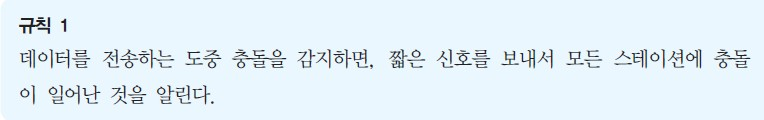 규칙 1
데이터를 전송하는 도중 충돌을 감지하면, 짧은 신호를 보내서 모든 스테이션에 충돌
이 일어난 것을 알린다.